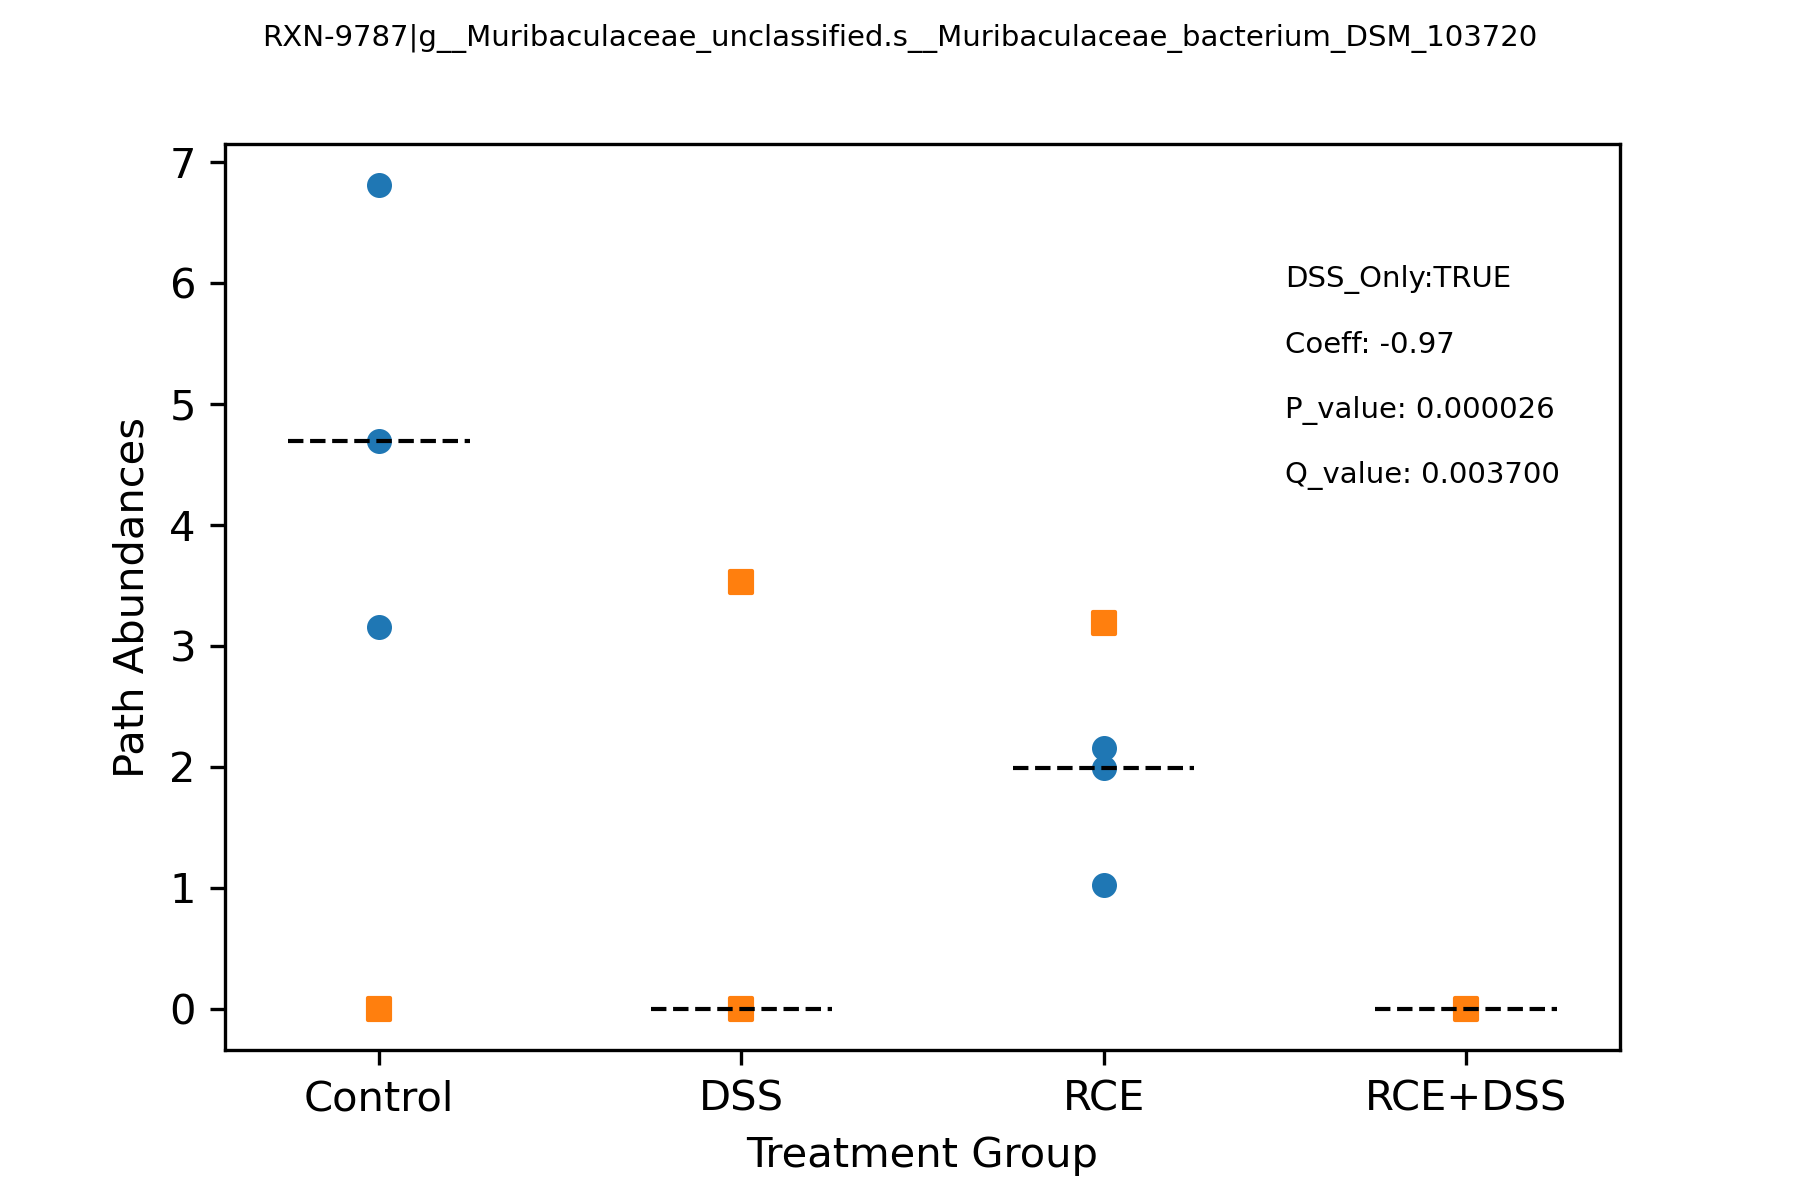 RXN-9787|g__Muribaculaceae_unclassified.s__Muribaculaceae_bacterium_DSM_103720
7
6
5
4
3
2
1
0
Path Abundances
DSS_Only:TRUE
Coeff: -0.97
P_value: 0.000026
Q_value: 0.003700
Control DSS RCE RCE+DSS
Treatment Group